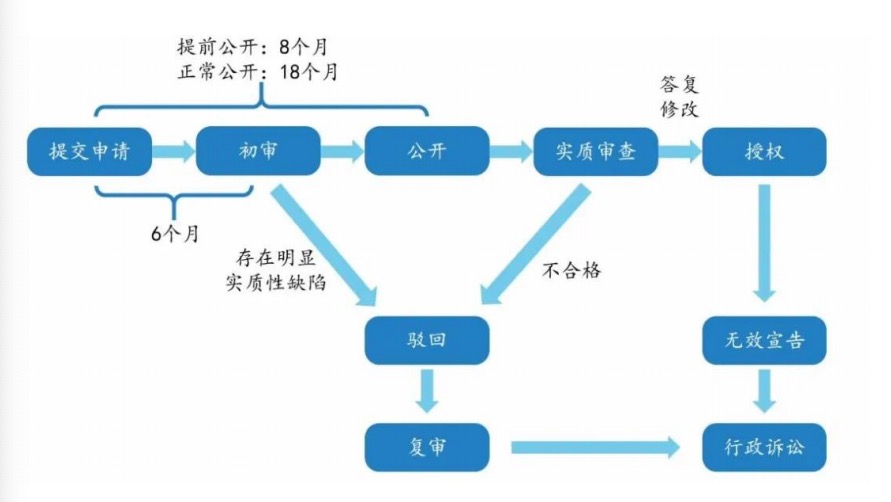 提前公开：8个月
正常公开：18个月
答复
修改
提交申请
初审
公开
实质审查
授权
6个月
存在明显
实质性缺陷
不合格
驳回
无效宣告
复审
行政诉讼